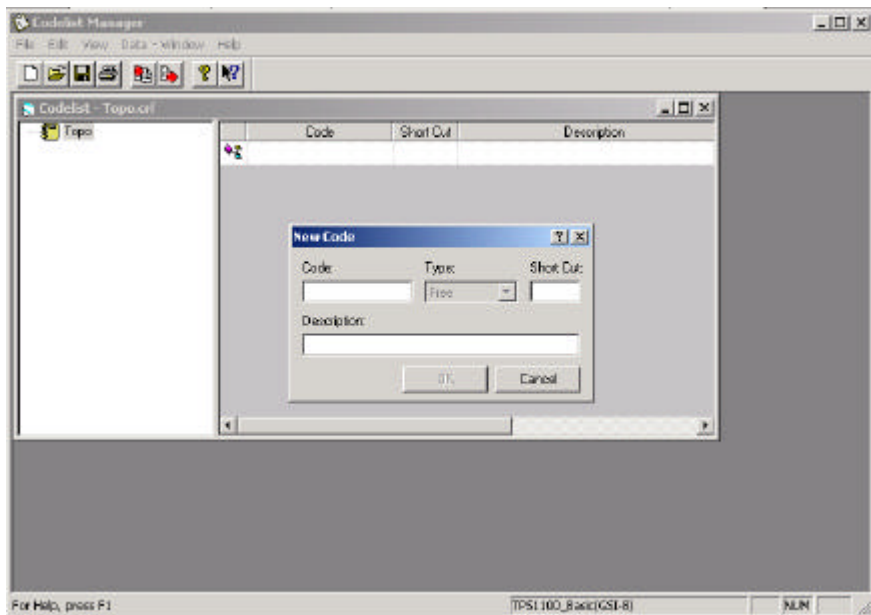 Codelist Manager
File Edit View Data - Window Help
Codelist - Topo.crf
Topo
Code Short Cut Description
New Code
Code: Type: Short Cut:
Free
Description:
OK Cancel
For Help, press F1 TPS1100_Basic(GSI-8) NUM